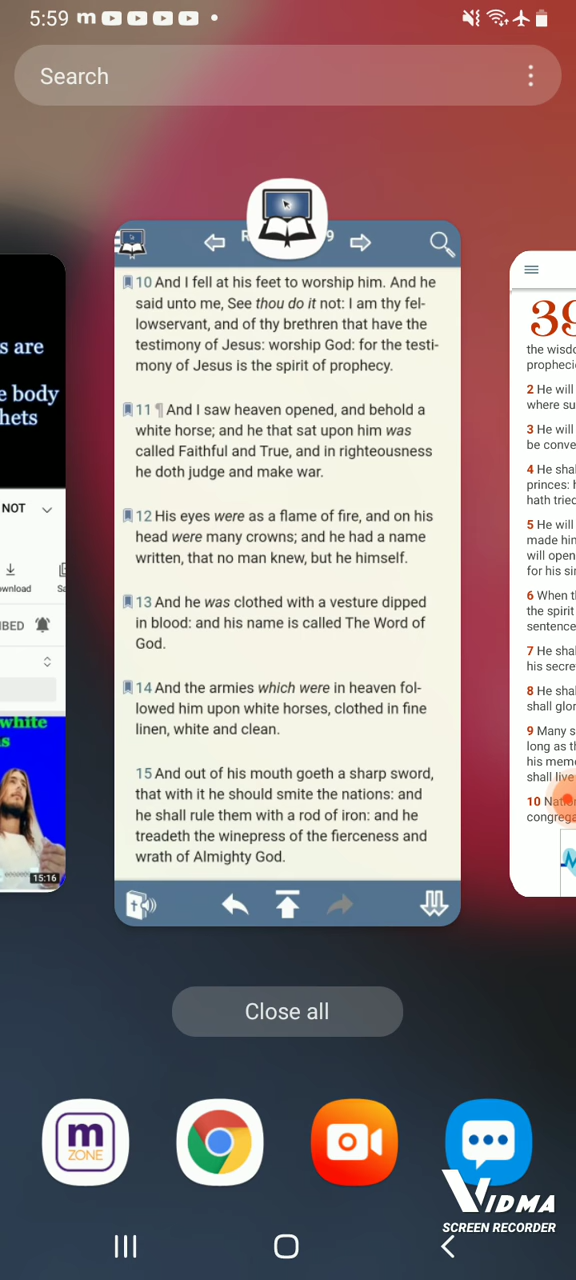 5:59 m
Search
R 9
10 And I fell at his feet to worship him. And he
said unto me, See thou do it not: I am thy fel-
lowservant, and of thy brethren that have the
testimony of Jesus: worship God: for the testi-
mony of Jesus is the spirit of prophecy.
11 ¶ And I saw heaven opened, and behold a
white horse; and he that sat upon him was
called Faithful and True, and in righteousness
he doth judge and make war.
12 His eyes were as a flame of fire, and on his
head were many crowns; and he had a name
written, that no man knew, but he himself.
13 And he was clothed with a vesture dipped
in blood: and his name is called The Word of
God.
14 And the armies which were in heaven fol-
lowed him upon white horses, clothed in fine
linen, white and clean.
15 And out of his mouth goeth a sharp sword,
that with it he should smite the nations: and
he shall rule them with a rod of iron: and he
treadeth the winepress of the fierceness and
wrath of Almighty God.
s are
e body
hets
NOT
wnload Sa
BED
white
s
15:16
39
the wisdo
prophecie
2 He will
where su
3 He will
be conve
4 He shal
princes: h
hath tried
5 He will
made him
will open
for his sin
6 When th
the spirit
sentence
7 He shal
his secre
8 He shal
shall glor
9 Many s
long as th
his memo
shall live
10 Natio
congrega
Close all
m
ZONE
VIDMA
SCREEN RECORDER